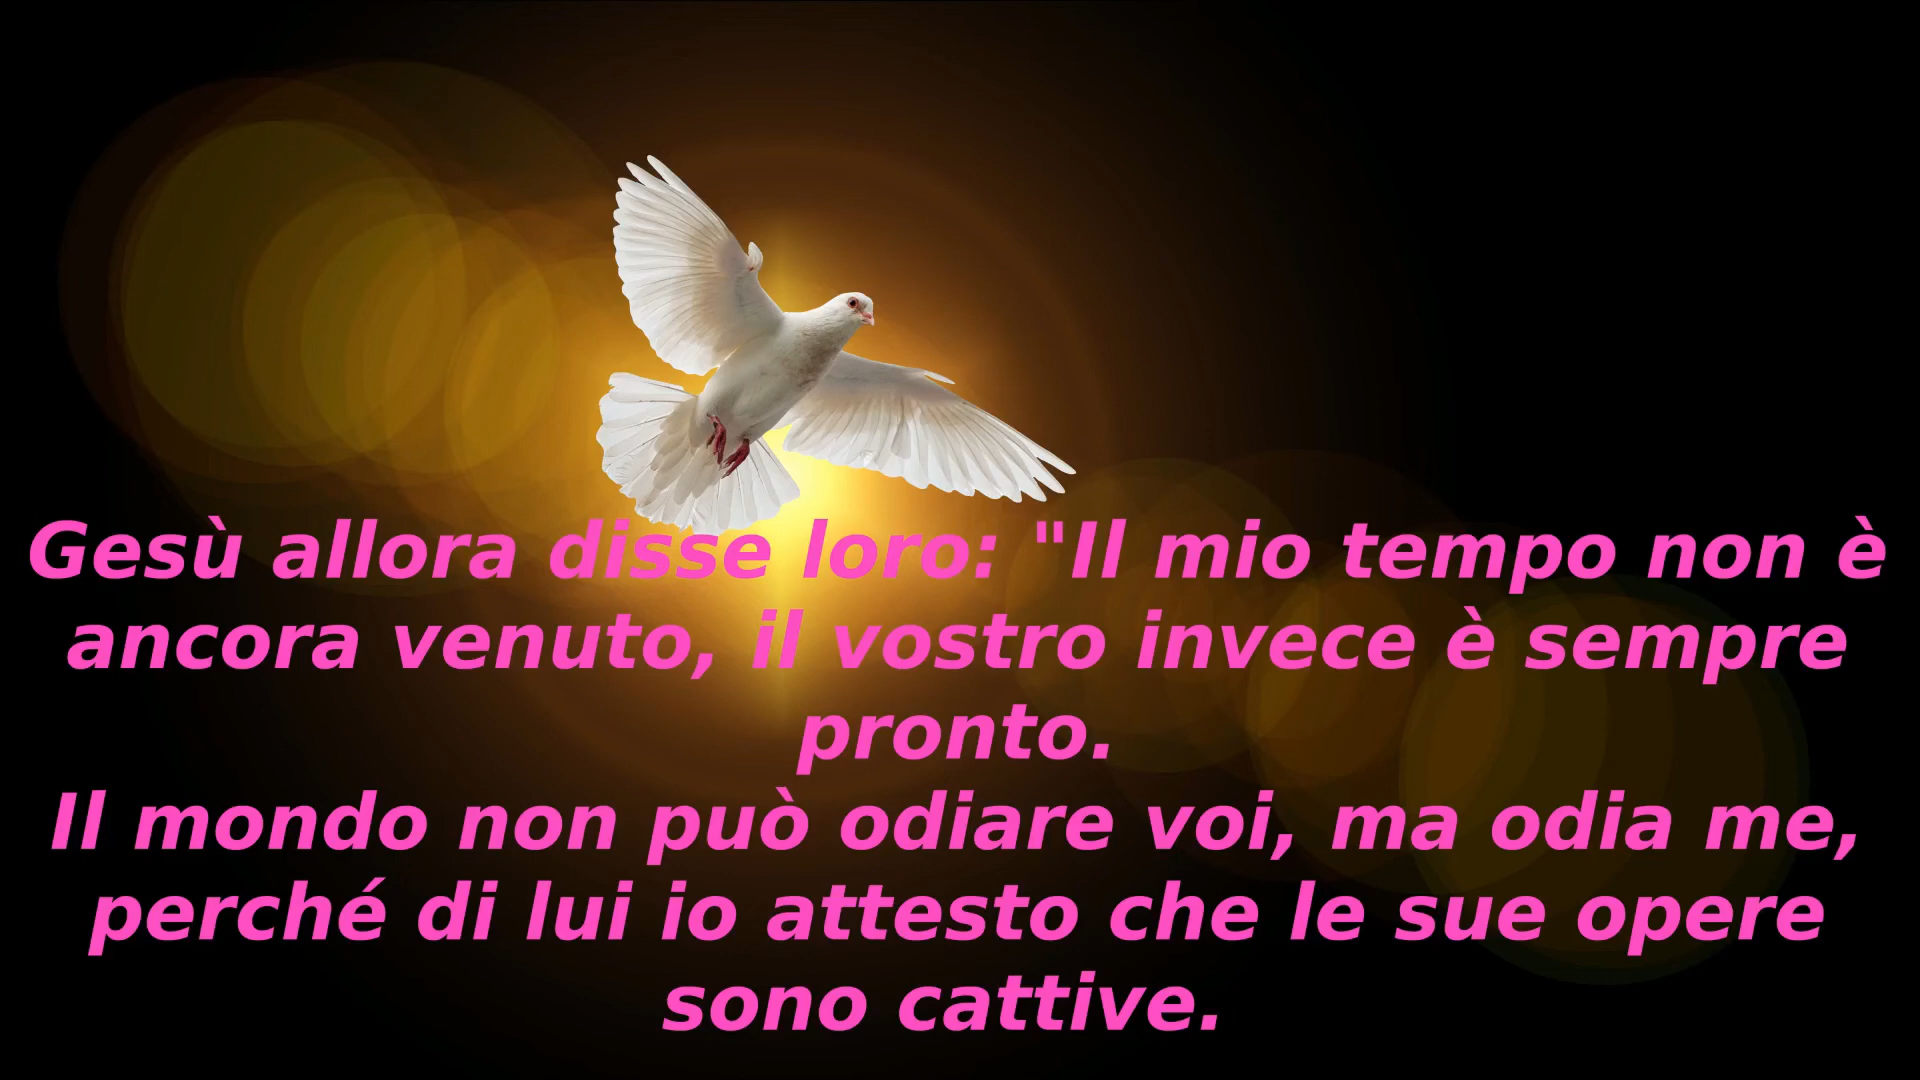 Gesù allora disse loro: "Il mio tempo non è
ancora venuto, il vostro invece è sempre
pronto.
Il mondo non può odiare voi, ma odia me,
perché di lui io attesto che le sue opere
sono cattive.